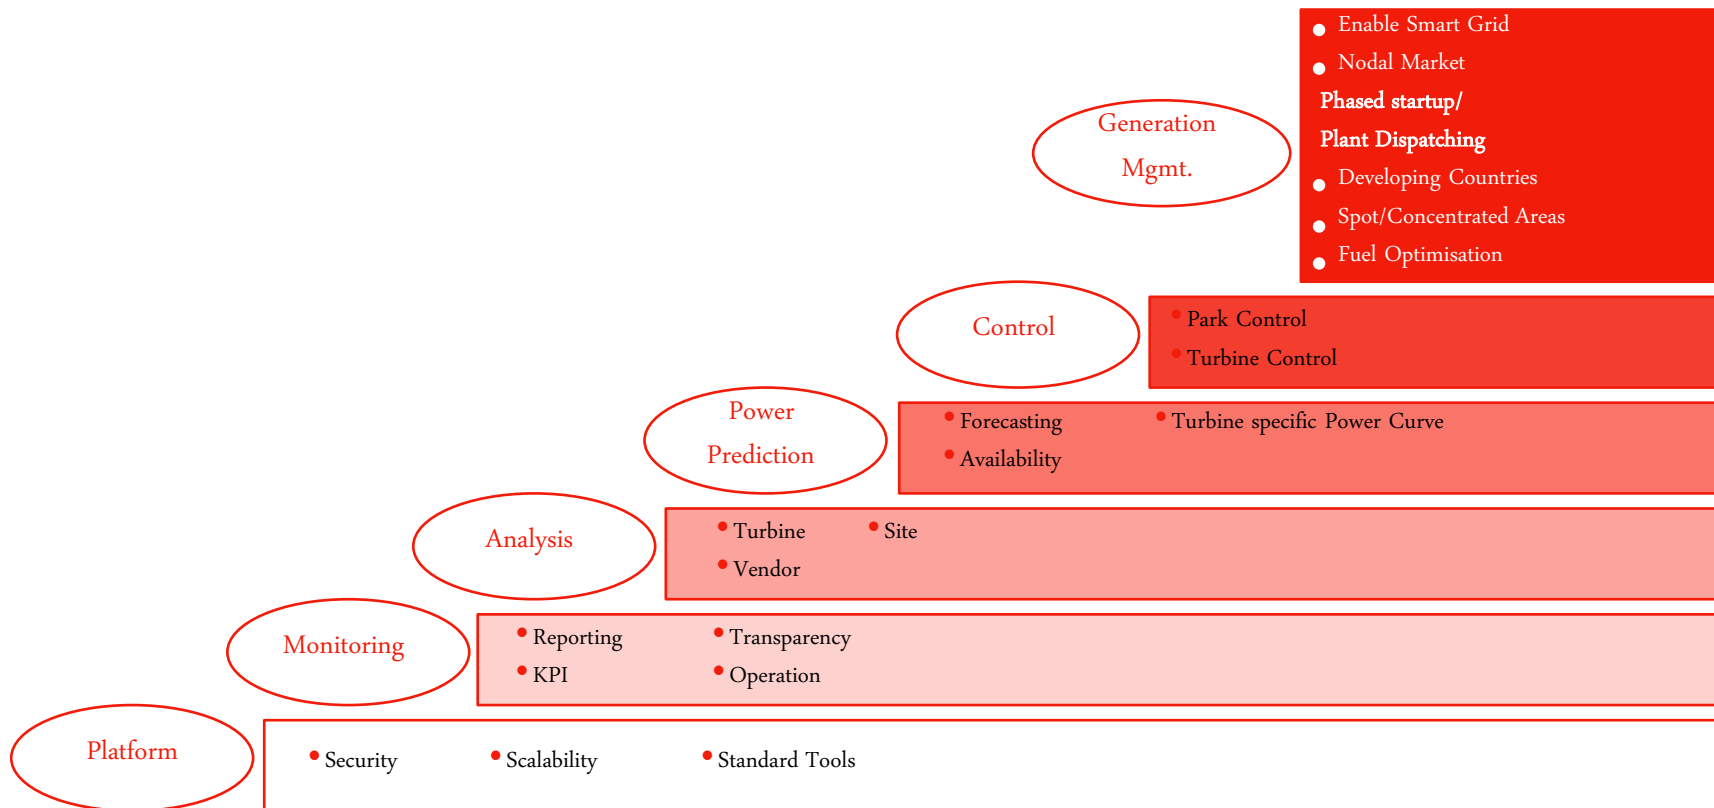 • Enable Smart Grid
• Nodal Market
Phased startup/
Plant Dispatching
• Developing Countries
• Spot/Concentrated Areas
• Fuel Optimisation
Generation
Mgmt.
Control
• Park Control
• Turbine Control
Power
Prediction
• Forecasting • Turbine specific Power Curve
• Availability
Analysis
• Turbine • Site
• Vendor
Monitoring
• Reporting • Transparency
• KPI • Operation
Platform
• Security • Scalability • Standard Tools